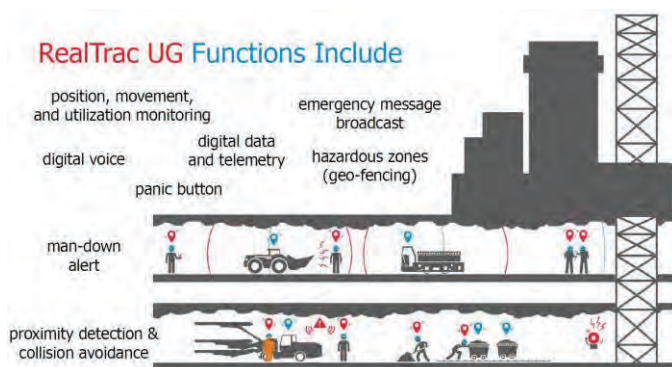 RealTrac UG Functions Include
position, movement,
and utilization monitoring
emergency message
broadcast
digital voice
digital data
and telemetry
hazardous zones
(geo-fencing)
panic button
man-down
alert
proximity detection &
collision avoidance